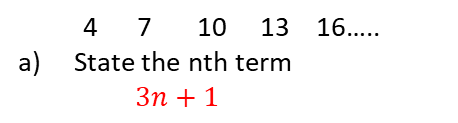 4 7 10 13 16.....
a) State the nth term
3n + 1